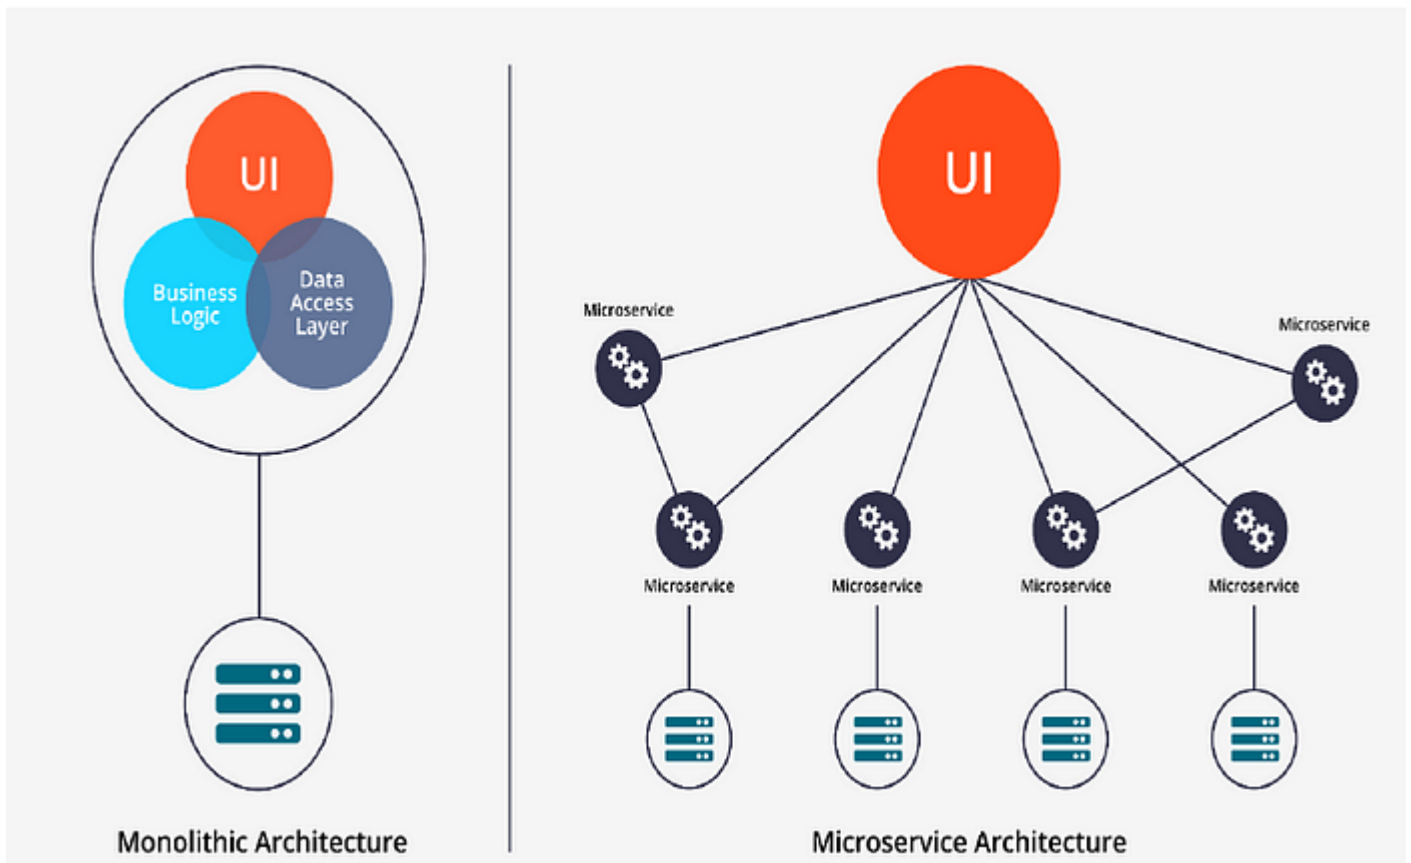 UI
Business
Logic
Data
Access
Layer
Monolithic Architecture
UI
Microservice
Microservice
Microservice
Microservice
Microservice
Microservice
Microservice Architecture